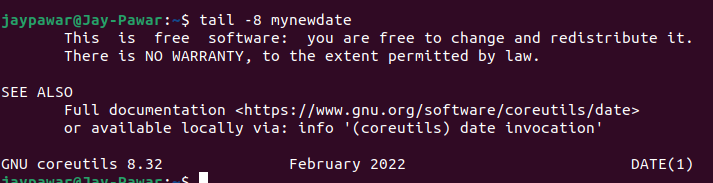 jaypawar@Jay-Pawar:~$ tail -8 mynewdate
This is free software: you are free to change and redistribute it.
There is NO WARRANTY, to the extent permitted by law.
SEE ALSO
Full documentation <https://www.gnu.org/software/coreutils/date>
or available locally via: info '(coreutils) date invocation'
GNU coreutils 8.32 February 2022 DATE(1)
jaypawar@Jay-Pawar:~$